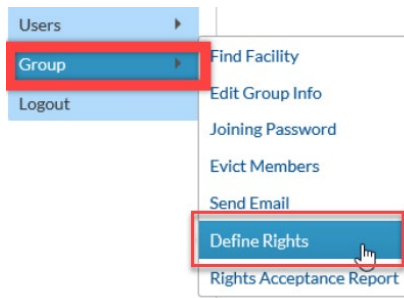 Users
Group
Logout
Find Facility
Edit Group Info
Joining Password
Evict Members
Send Email
Define Rights
Rights Acceptance Report